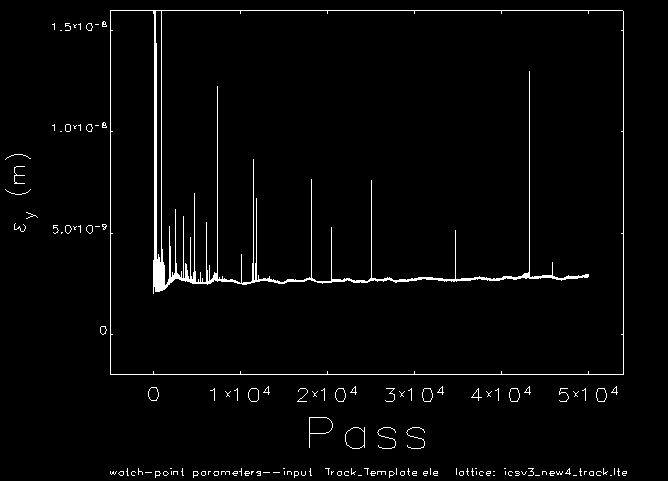 1.5×10⁻⁸
1.0×10⁻⁸
5.0×10⁻⁹
0
εy (m)
0 1×10⁴ 2×10⁴ 3×10⁴ 4×10⁴ 5×10⁴
Pass
watch-point parameters--input Track_Template ele lattice: icsv3_new4_track.lte